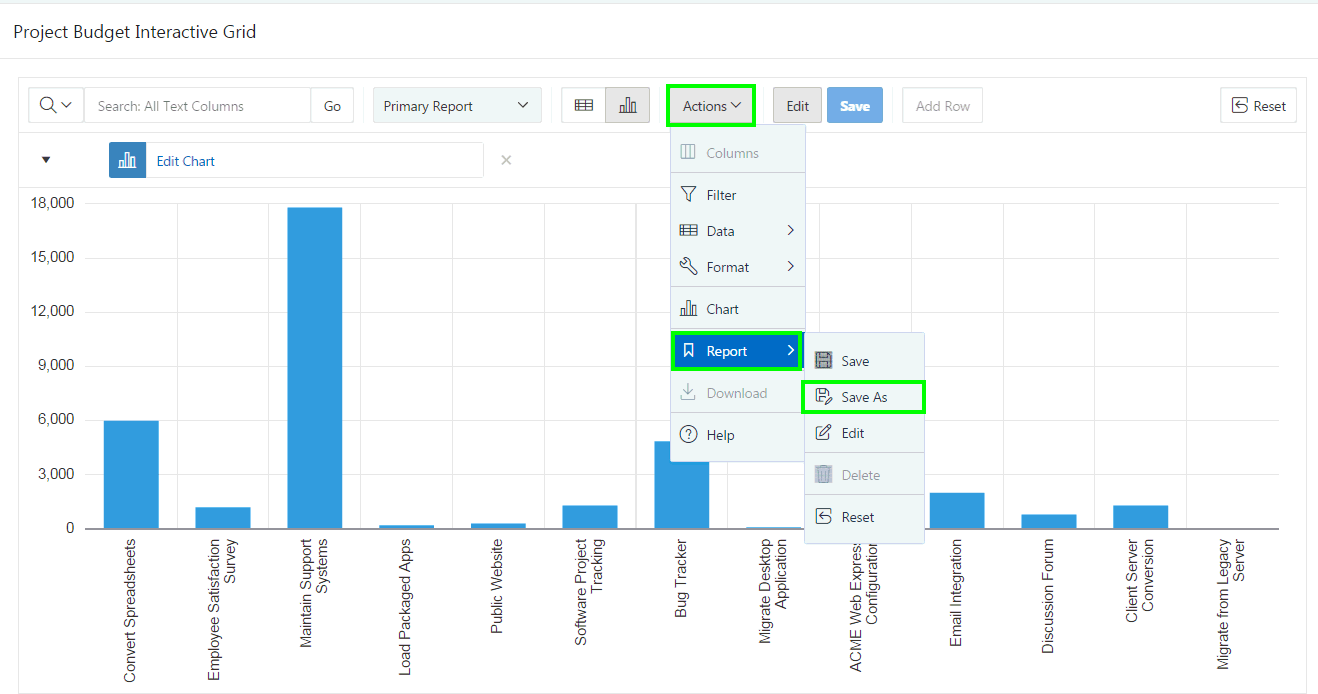 Project Budget Interactive Grid
Search: All Text Columns
Go
Primary Report
Actions
Edit
Save
Add Row
Reset
Edit Chart
Columns
Filter
Data
Format
Chart
Report
Download
Help
Save
Save As
Edit
Delete
Reset
18,000
15,000
12,000
9,000
6,000
3,000
0
Convert Spreadsheets
Employee Satisfaction
Survey
Maintain Support
Systems
Load Packaged Apps
Public Website
Software Project
Tracking
Bug Tracker
Migrate Desktop
Application
ACME Web Express
Configuration
Email Integration
Discussion Forum
Client Server
Conversion
Migrate from Legacy
Server